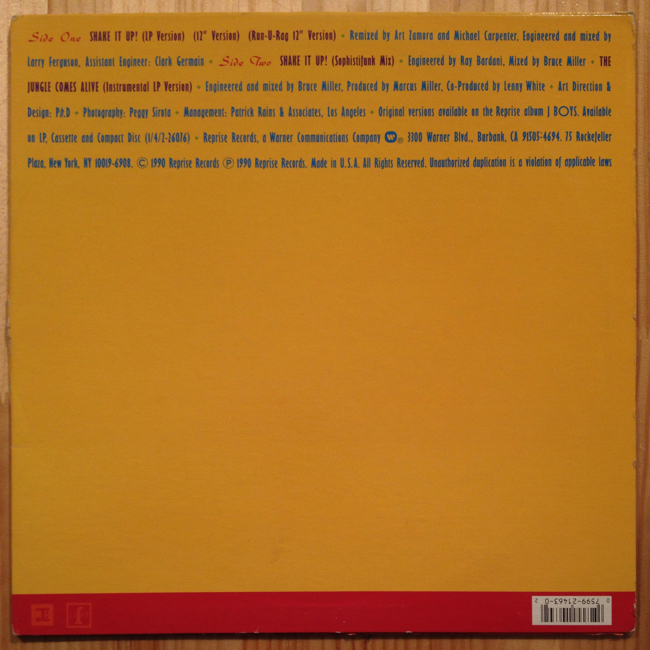 Side One SHAKE IT UP! (LP Version) (12" Version) (Run-U-Rag 12" Version) • Remixed by Art Zamora and Michael Carpenter, Engineered and mixed by
Larry Ferguson, Assistant Engineer: Clark Germain • Side Two SHAKE IT UP! (Sophistifunk Mix) • Engineered by Ray Bardani, Mixed by Bruce Miller • THE
JUNGLE COMES ALIVE (Instrumental LP Version) • Engineered and mixed by Bruce Miller, Produced by Marcus Miller, Co-Produced by Lenny White • Art Direction &
Design: P.h.D • Photography: Peggy Sirota • Management: Patrick Rains & Associates, Los Angeles • Original versions available on the Reprise album J BOYS. Available
on LP, Cassette and Compact Disc (1/4/2-26076) • Reprise Records, a Warner Communications Company ® 3300 Warner Blvd., Burbank, CA 91505-4694. 75 Rockefeller
Plaza, New York, NY 10019-6908. © 1990 Reprise Records ℗ 1990 Reprise Records. Made in U.S.A. All Rights Reserved. Unauthorized duplication is a violation of applicable laws
0 7599-21463-0 2